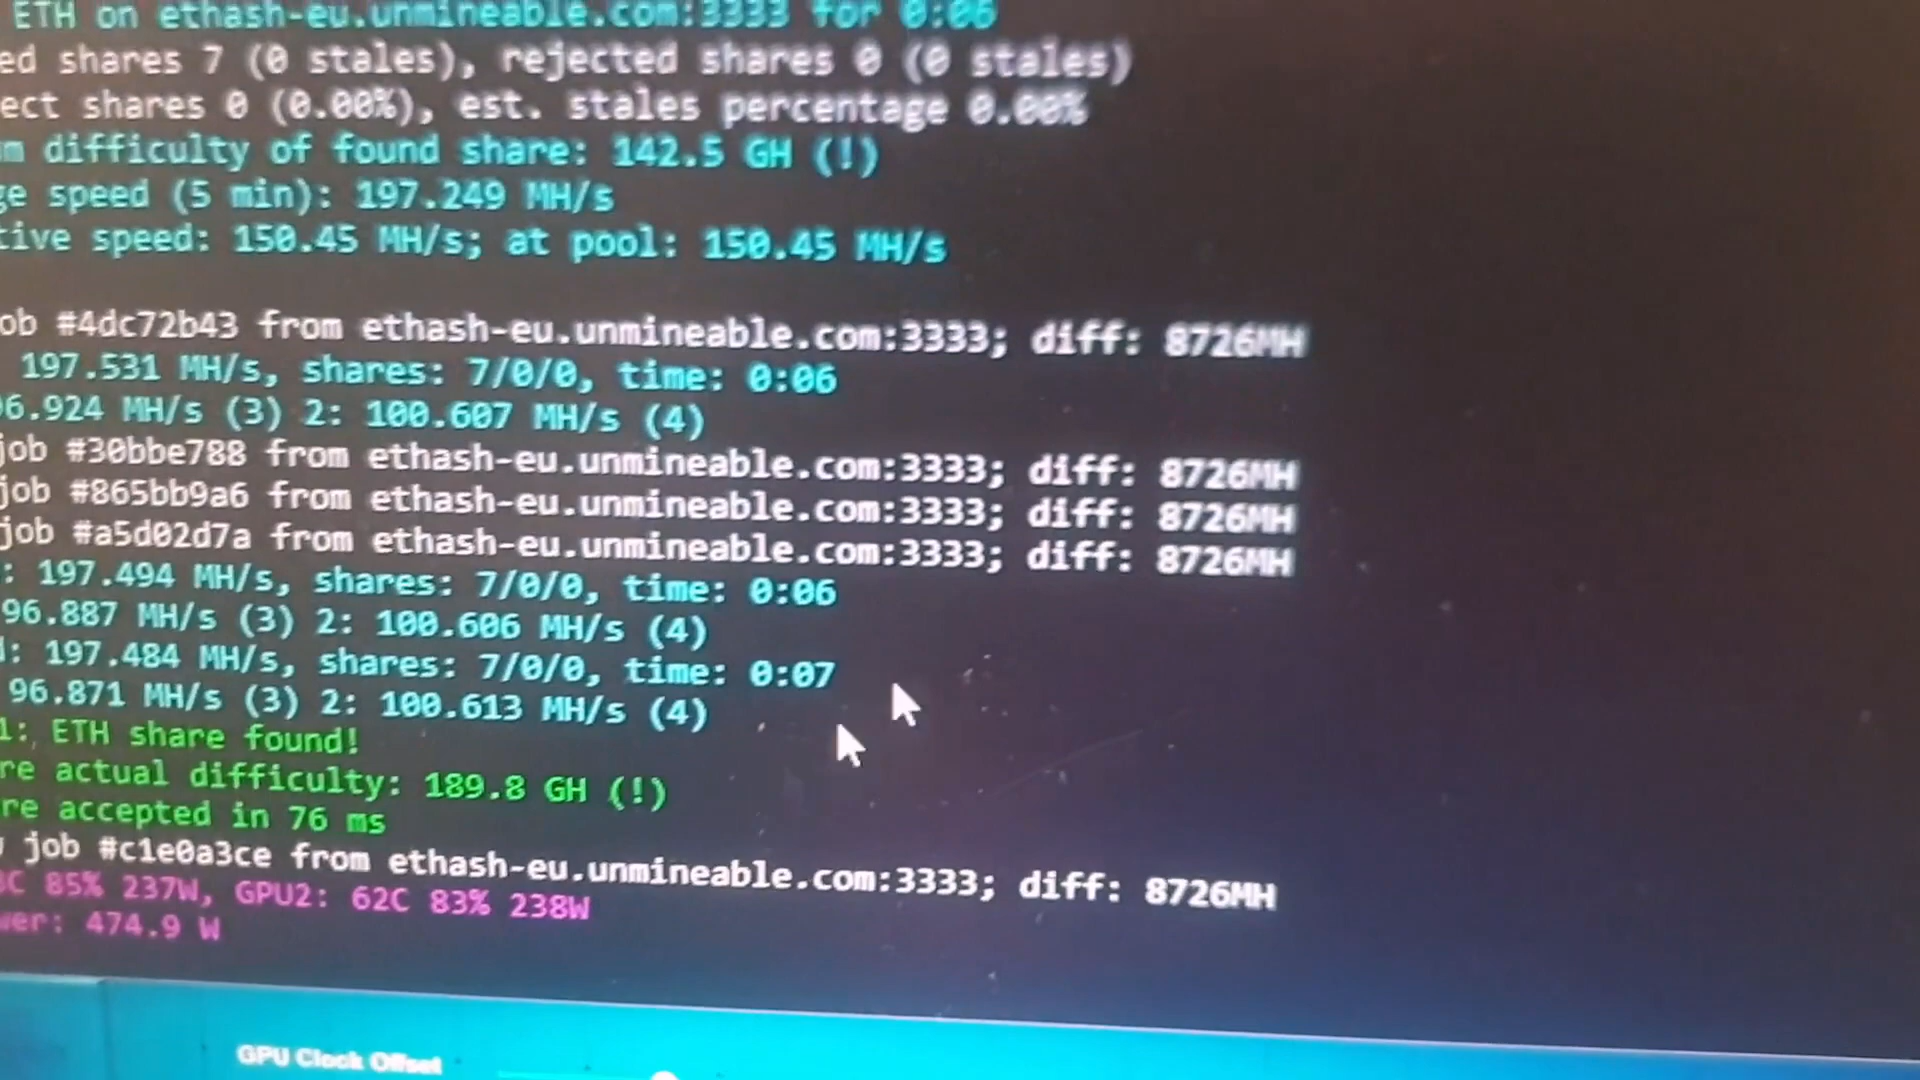 ETH on ethash-eu.unmineable.com:3333 for 0:06
ed shares 7 (0 stales), rejected shares 0 (0 stales)
ect shares 0 (0.00%), est. stales percentage 0.00%
m difficulty of found share: 142.5 GH (!)
ge speed (5 min): 197.249 MH/s
tive speed: 150.45 MH/s; at pool: 150.45 MH/s
ob #4dc72b43 from ethash-eu.unmineable.com:3333; diff: 8726MH
197.531 MH/s, shares: 7/0/0, time: 0:06
96.924 MH/s (3) 2: 100.607 MH/s (4)
job #30bbe788 from ethash-eu.unmineable.com:3333; diff: 8726MH
job #865bb9a6 from ethash-eu.unmineable.com:3333; diff: 8726MH
job #a5d02d7a from ethash-eu.unmineable.com:3333; diff: 8726MH
: 197.494 MH/s, shares: 7/0/0, time: 0:06
96.887 MH/s (3) 2: 100.606 MH/s (4)
d: 197.484 MH/s, shares: 7/0/0, time: 0:07
96.871 MH/s (3) 2: 100.613 MH/s (4)
1: ETH share found!
re actual difficulty: 189.8 GH (!)
re accepted in 76 ms
w job #c1e0a3ce from ethash-eu.unmineable.com:3333; diff: 8726MH
C 85% 237W, GPU2: 62C 83% 238W
wer: 474.9 W
GPU Clock Offset